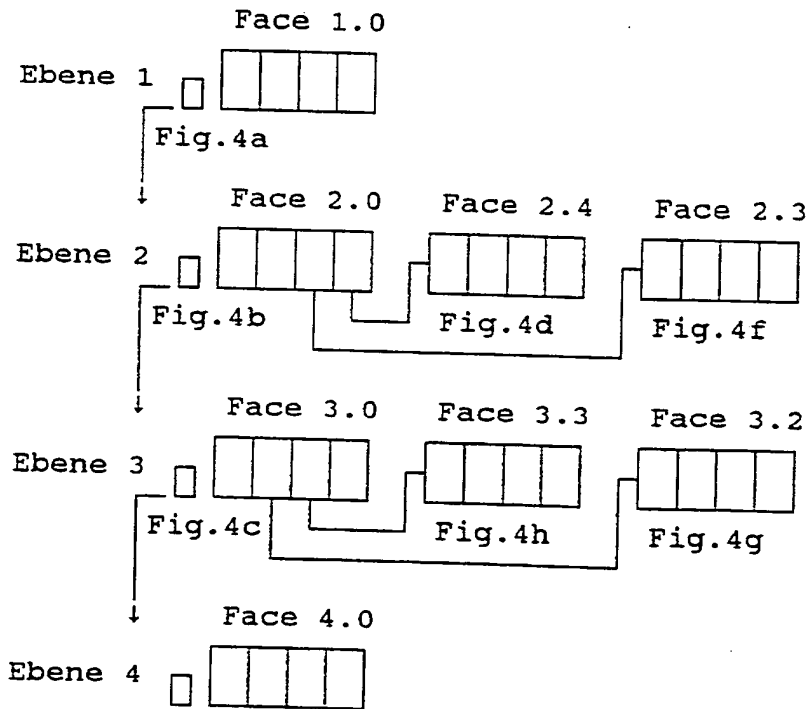 Face 1.0
Ebene 1
Fig.4a
Face 2.0 Face 2.4 Face 2.3
Ebene 2
Fig.4b Fig.4d Fig.4f
Face 3.0 Face 3.3 Face 3.2
Ebene 3
Fig.4c Fig.4h Fig.4g
Face 4.0
Ebene 4